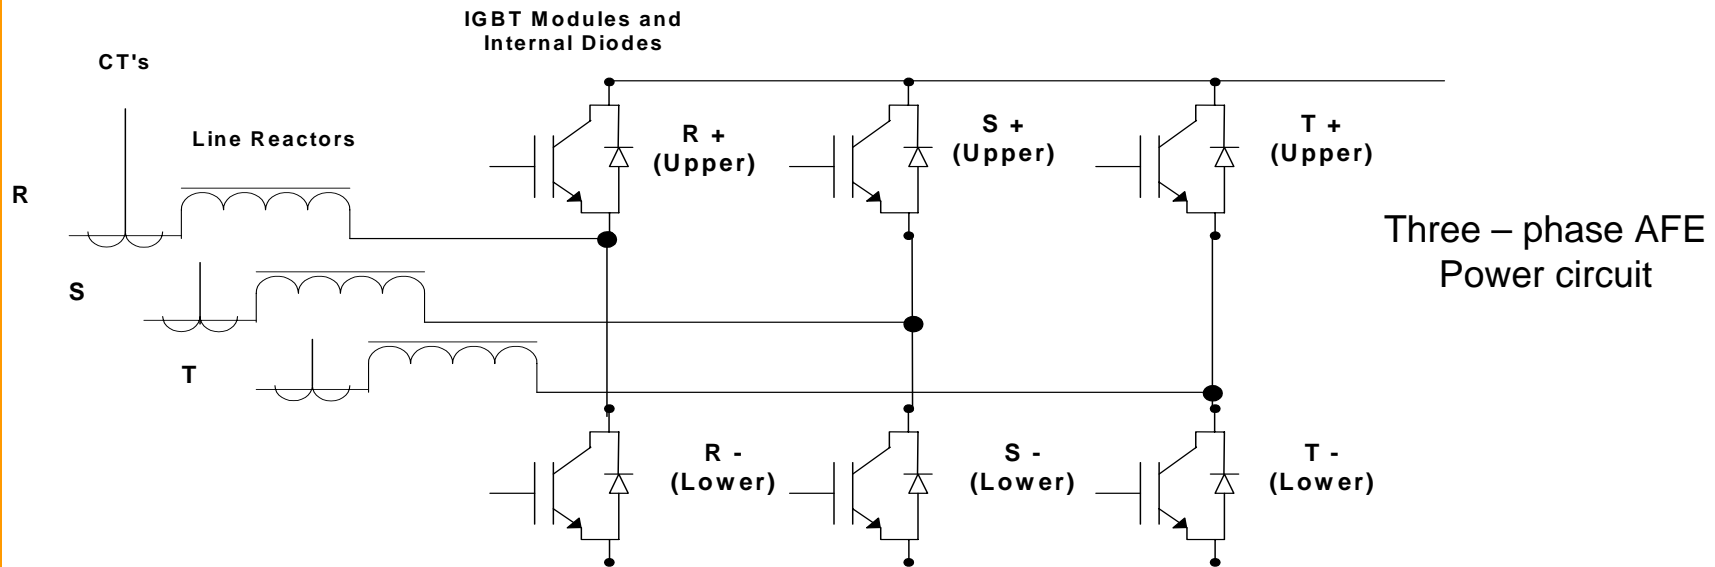 IGBT Modules and
Internal Diodes
CT's
Line Reactors
R +
(Upper)
S +
(Upper)
T +
(Upper)
R
S
T
Three – phase AFE
Power circuit
R -
(Lower)
S -
(Lower)
T -
(Lower)